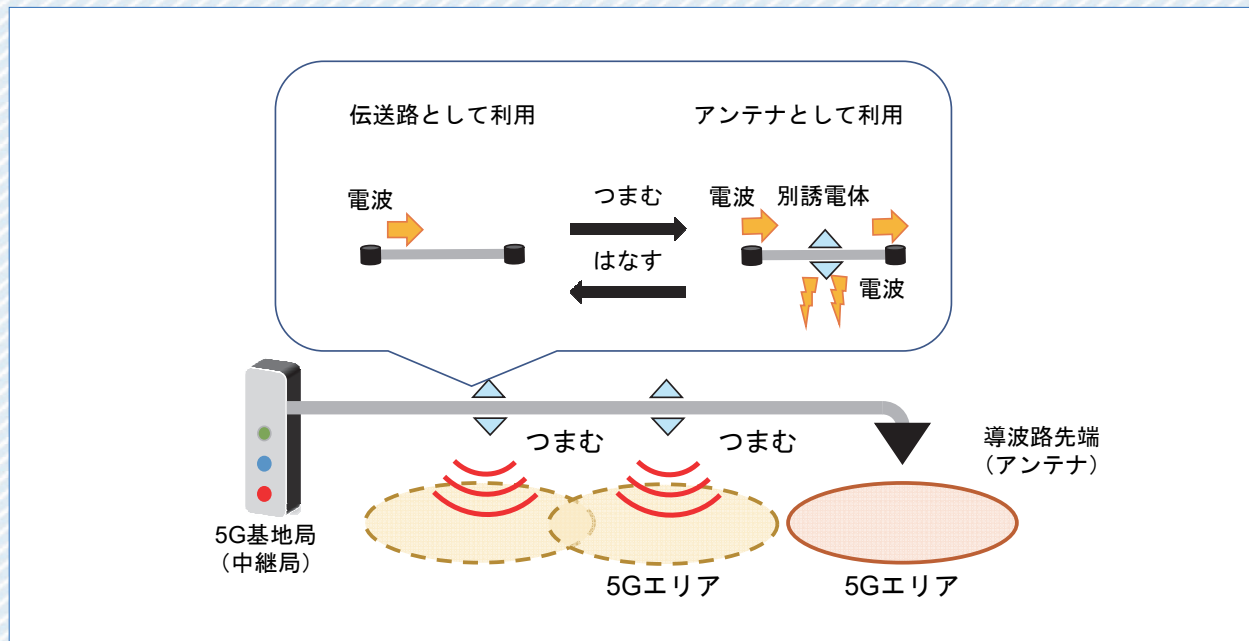 伝送路として利用
アンテナとして利用
電波
つまむ
はなす
電波
別誘電体
電波
つまむ
つまむ
導波路先端
（アンテナ）
5G基地局
（中継局）
5Gエリア
5Gエリア